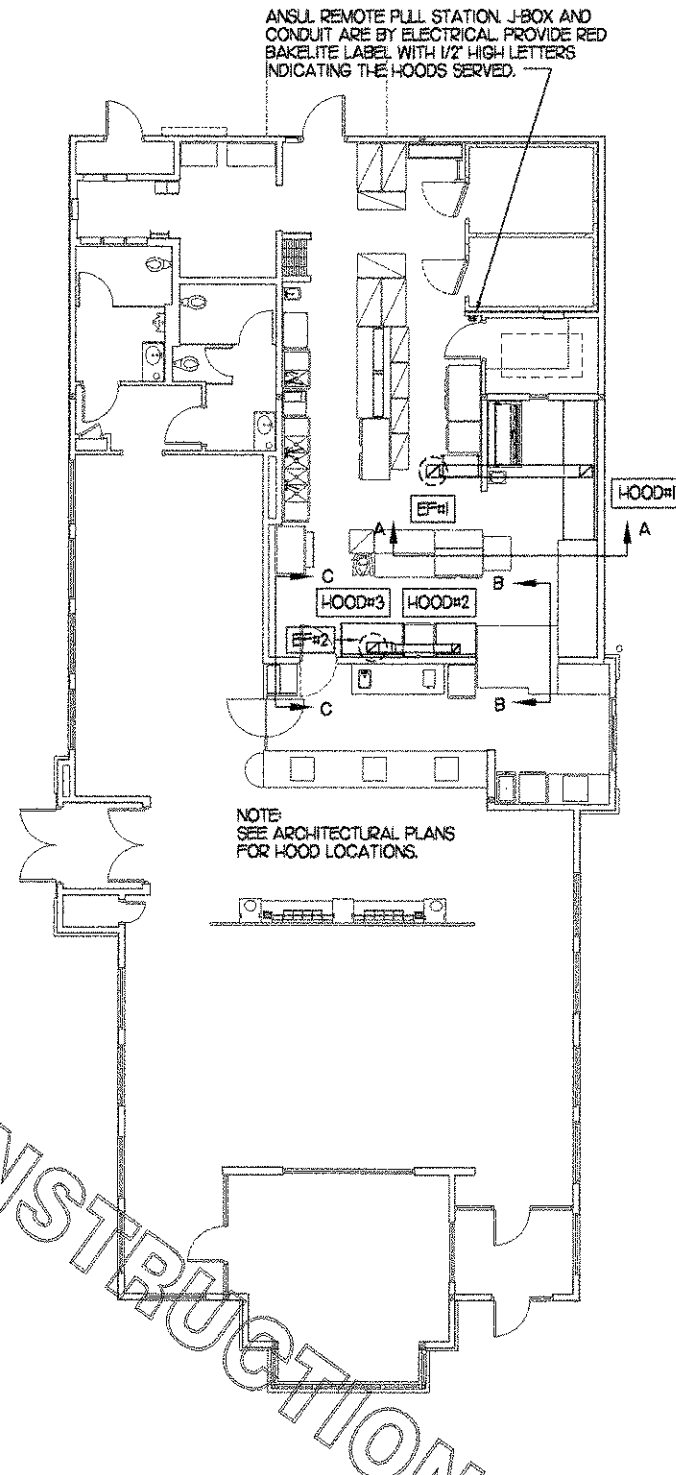 ANSUL REMOTE PULL STATION. J-BOX AND
CONDUIT ARE BY ELECTRICAL. PROVIDE RED
BAKELITE LABEL WITH 1/2" HIGH LETTERS
INDICATING THE HOODS SERVED.
HOOD#1
EF#1
A
A
C
B
HOOD#3
HOOD#2
EF#2
C
B
NOTE:
SEE ARCHITECTURAL PLANS
FOR HOOD LOCATIONS.
NSTRUCTION